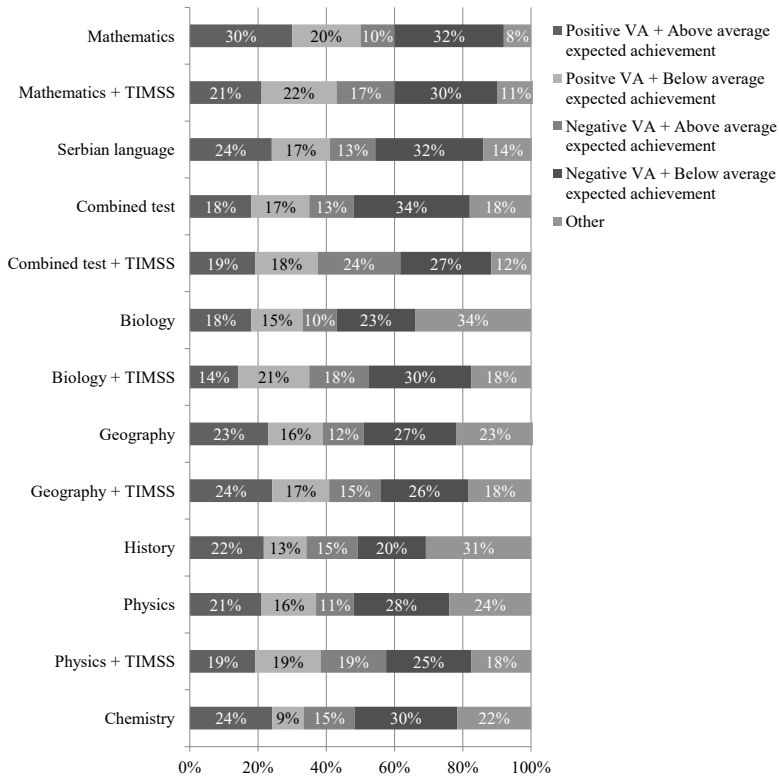 Mathematics 30% 20% 10% 32% 8%
Mathematics + TIMSS 21% 22% 17% 30% 11%
Serbian language 24% 17% 13% 32% 14%
Combined test 18% 17% 13% 34% 18%
Combined test + TIMSS 19% 18% 24% 27% 12%
Biology 18% 15% 10% 23% 34%
Biology + TIMSS 14% 21% 18% 30% 18%
Geography 23% 16% 12% 27% 23%
Geography + TIMSS 24% 17% 15% 26% 18%
History 22% 13% 15% 20% 31%
Physics 21% 16% 11% 28% 24%
Physics + TIMSS 19% 19% 19% 25% 18%
Chemistry 24% 9% 15% 30% 22%
0% 20% 40% 60% 80% 100%
Positive VA + Above average
expected achievement
Positve VA + Below average
expected achievement
Negative VA + Above average
expected achievement
Negative VA + Below average
expected achievement
Other